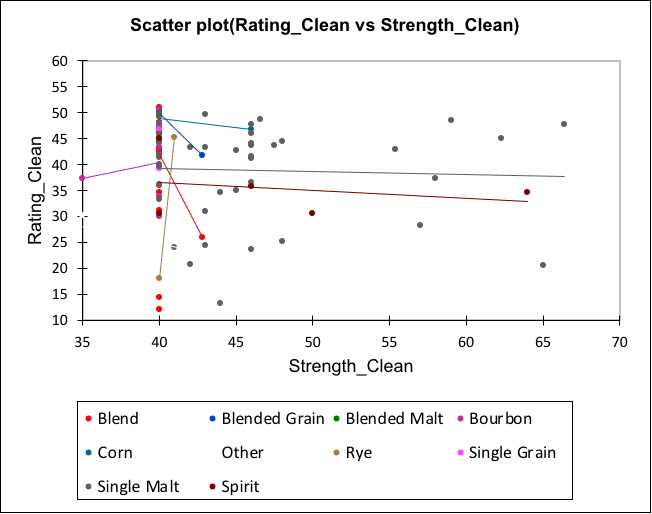 Scatter plot(Rating_Clean vs Strength_Clean)
60
55
50
45
40
35
30
25
20
15
10
Rating_Clean
35 40 45 50 55 60 65 70
Strength_Clean
Blend Blended Grain Blended Malt Bourbon
Corn Other Rye Single Grain
Single Malt Spirit